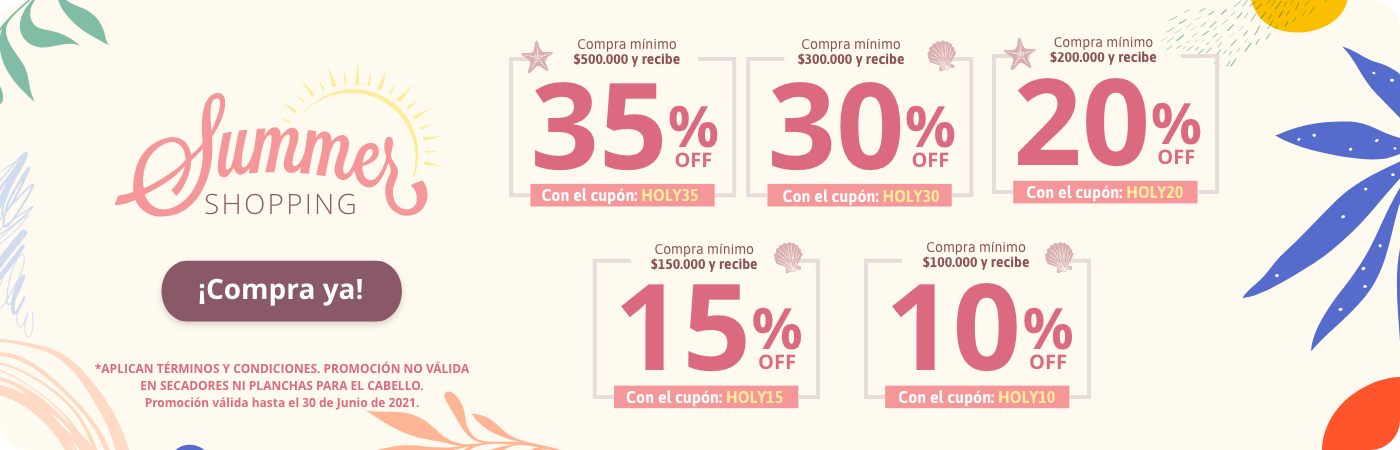 Summer
SHOPPING
¡Compra ya!
*APLICAN TÉRMINOS Y CONDICIONES. PROMOCIÓN NO VÁLIDA
EN SECADORES NI PLANCHAS PARA EL CABELLO.
Promoción válida hasta el 30 de Junio de 2021.
Compra mínimo
$500.000 y recibe
35%
OFF
Con el cupón: HOLY35
Compra mínimo
$300.000 y recibe
30%
OFF
Con el cupón: HOLY30
Compra mínimo
$200.000 y recibe
20%
OFF
Con el cupón: HOLY20
Compra mínimo
$150.000 y recibe
15%
OFF
Con el cupón: HOLY15
Compra mínimo
$100.000 y recibe
10%
OFF
Con el cupón: HOLY10